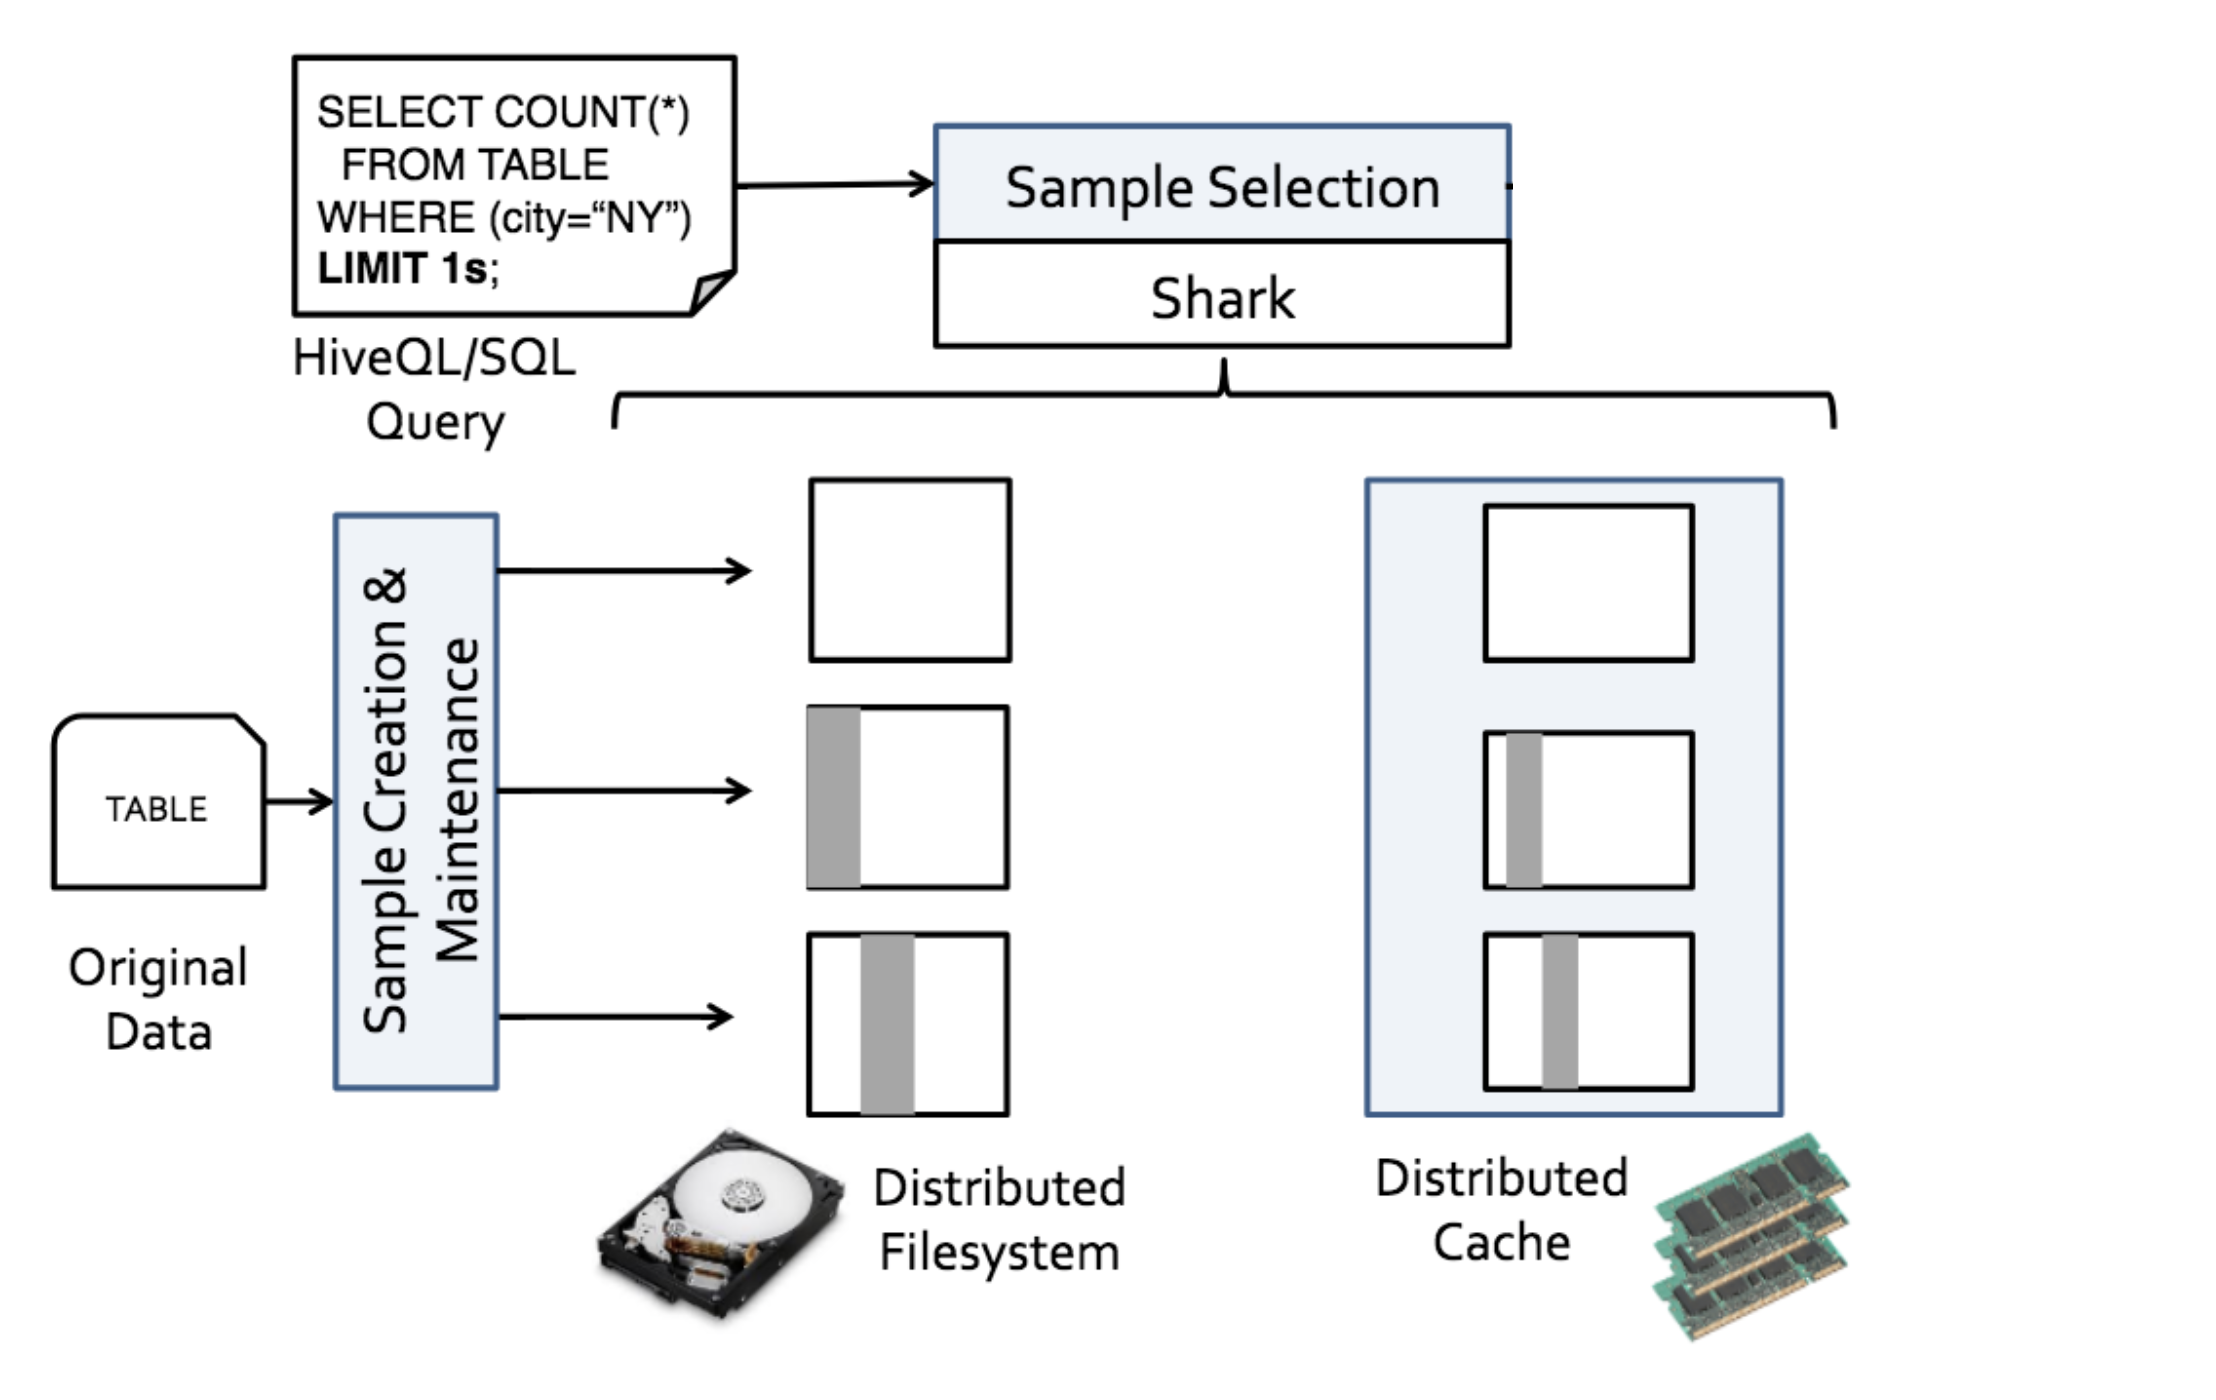 SELECT COUNT(*)
FROM TABLE
WHERE (city=“NY”)
LIMIT 1s;
HiveQL/SQL
Query
Sample Selection
Shark
TABLE
Original
Data
Sample Creation &
Maintenance
Distributed
Filesystem
Distributed
Cache